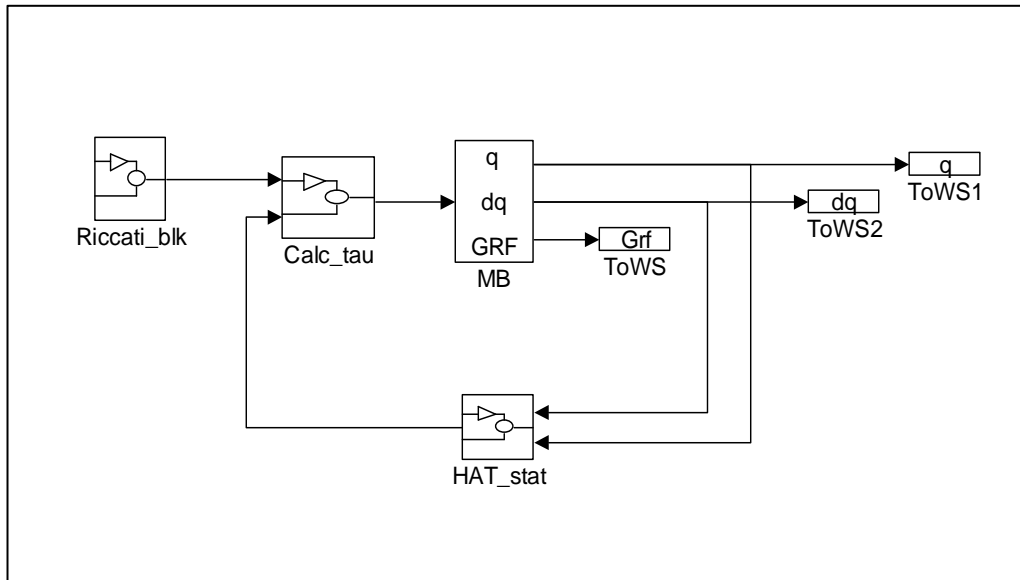 Riccati_blk
Calc_tau
q
dq
GRF
MB
Grf
ToWS
q
ToWS1
dq
ToWS2
HAT_stat